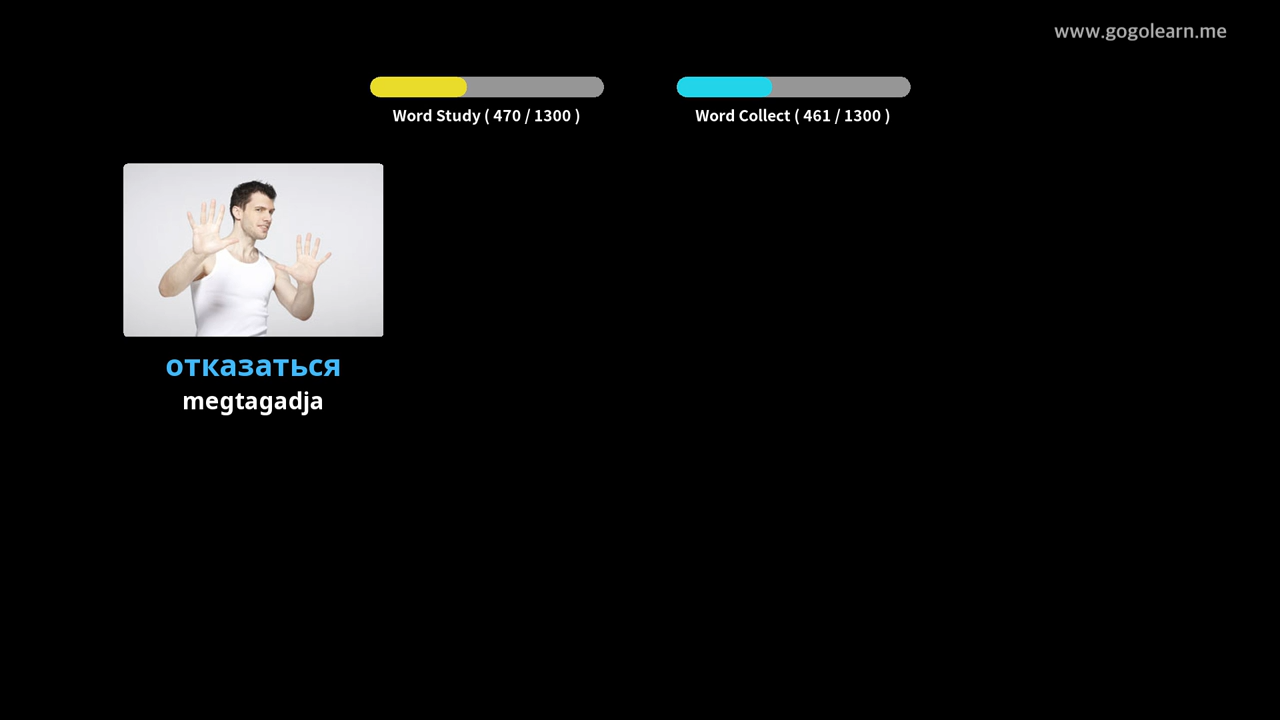 www.gogolearn.me
Word Study ( 470 / 1300 )
Word Collect ( 461 / 1300 )
отказаться
megtagadja